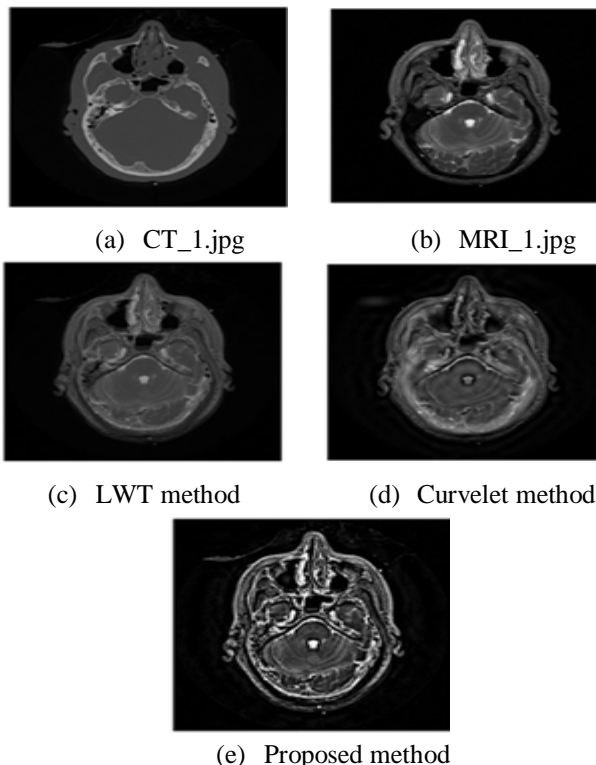 (a) CT_1.jpg
(b) MRI_1.jpg
(c) LWT method
(d) Curvelet method
(e) Proposed method